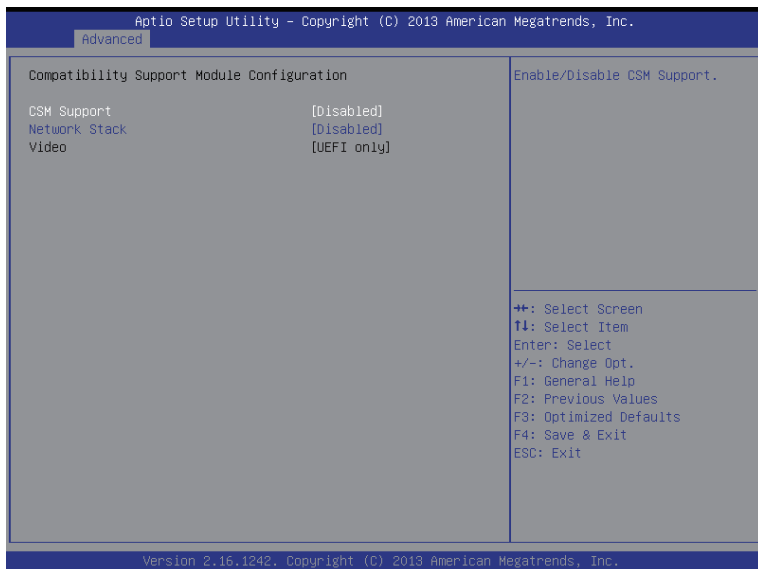 Aptio Setup Utility – Copyright (C) 2013 American Megatrends, Inc.
Advanced
Compatibility Support Module Configuration
CSM Support [Disabled]
Network Stack [Disabled]
Video [UEFI only]
Enable/Disable CSM Support.
→←: Select Screen
↑↓: Select Item
Enter: Select
+/-: Change Opt.
F1: General Help
F2: Previous Values
F3: Optimized Defaults
F4: Save & Exit
ESC: Exit
Version 2.16.1242. Copyright (C) 2013 American Megatrends, Inc.